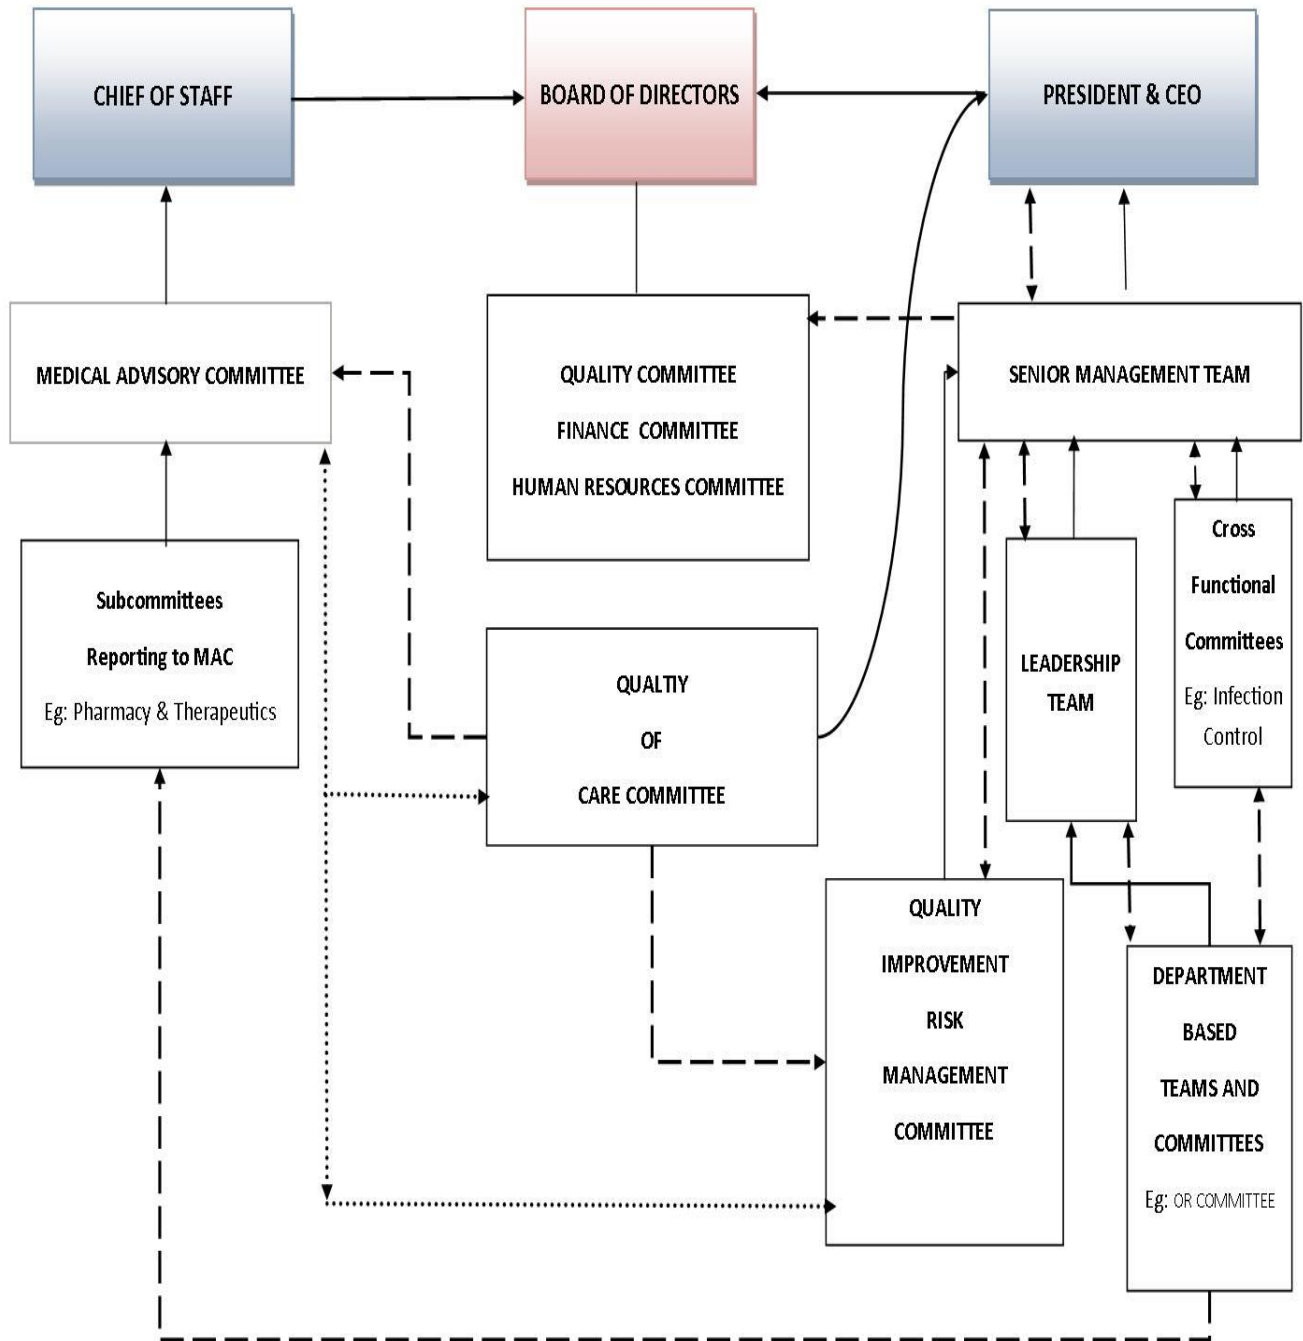 CHIEF OF STAFF
BOARD OF DIRECTORS
PRESIDENT & CEO
MEDICAL ADVISORY COMMITTEE
QUALITY COMMITTEE
FINANCE COMMITTEE
HUMAN RESOURCES COMMITTEE
SENIOR MANAGEMENT TEAM
Subcommittees
Reporting to MAC
Eg: Pharmacy & Therapeutics
QUALTIY
OF
CARE COMMITTEE
LEADERSHIP
TEAM
Cross
Functional
Committees
Eg: Infection
Control
QUALITY
IMPROVEMENT
RISK
MANAGEMENT
COMMITTEE
DEPARTMENT
BASED
TEAMS AND
COMMITTEES
Eg: OR COMMITTEE